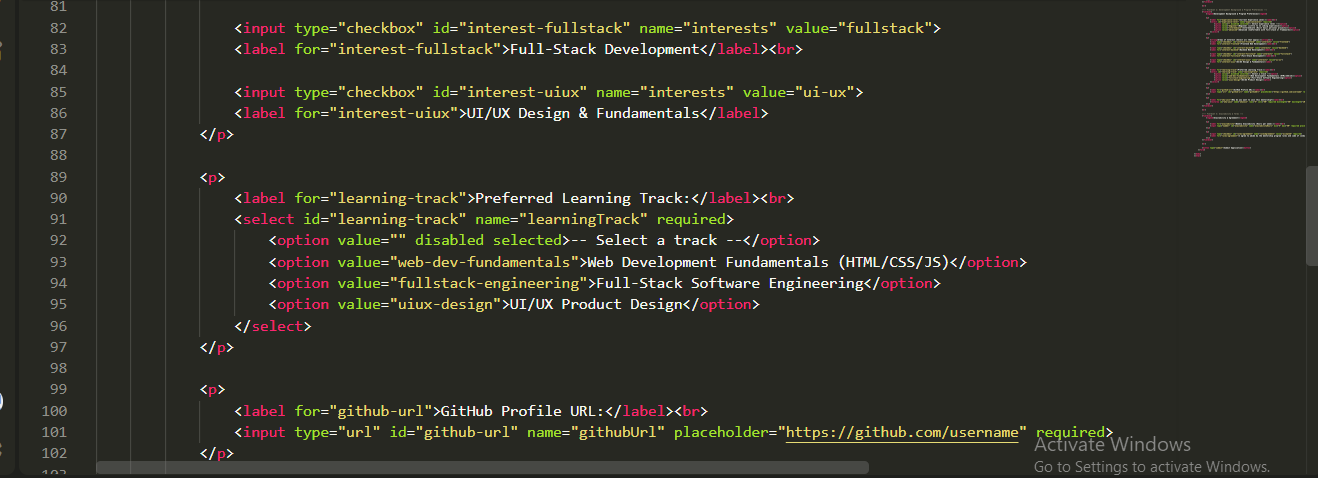 81
82 <input type="checkbox" id="interest-fullstack" name="interests" value="fullstack">
83 <label for="interest-fullstack">Full-Stack Development</label><br>
84
85 <input type="checkbox" id="interest-uiux" name="interests" value="ui-ux">
86 <label for="interest-uiux">UI/UX Design & Fundamentals</label>
87 </p>
88
89 <p>
90 <label for="learning-track">Preferred Learning Track:</label><br>
91 <select id="learning-track" name="learningTrack" required>
92 <option value="" disabled selected>-- Select a track --</option>
93 <option value="web-dev-fundamentals">Web Development Fundamentals (HTML/CSS/JS)</option>
94 <option value="fullstack-engineering">Full-Stack Software Engineering</option>
95 <option value="uiux-design">UI/UX Product Design</option>
96 </select>
97 </p>
98
99 <p>
100 <label for="github-url">GitHub Profile URL:</label><br>
101 <input type="url" id="github-url" name="githubUrl" placeholder="https://github.com/username" required>
102 </p>
Activate Windows
Go to Settings to activate Windows.